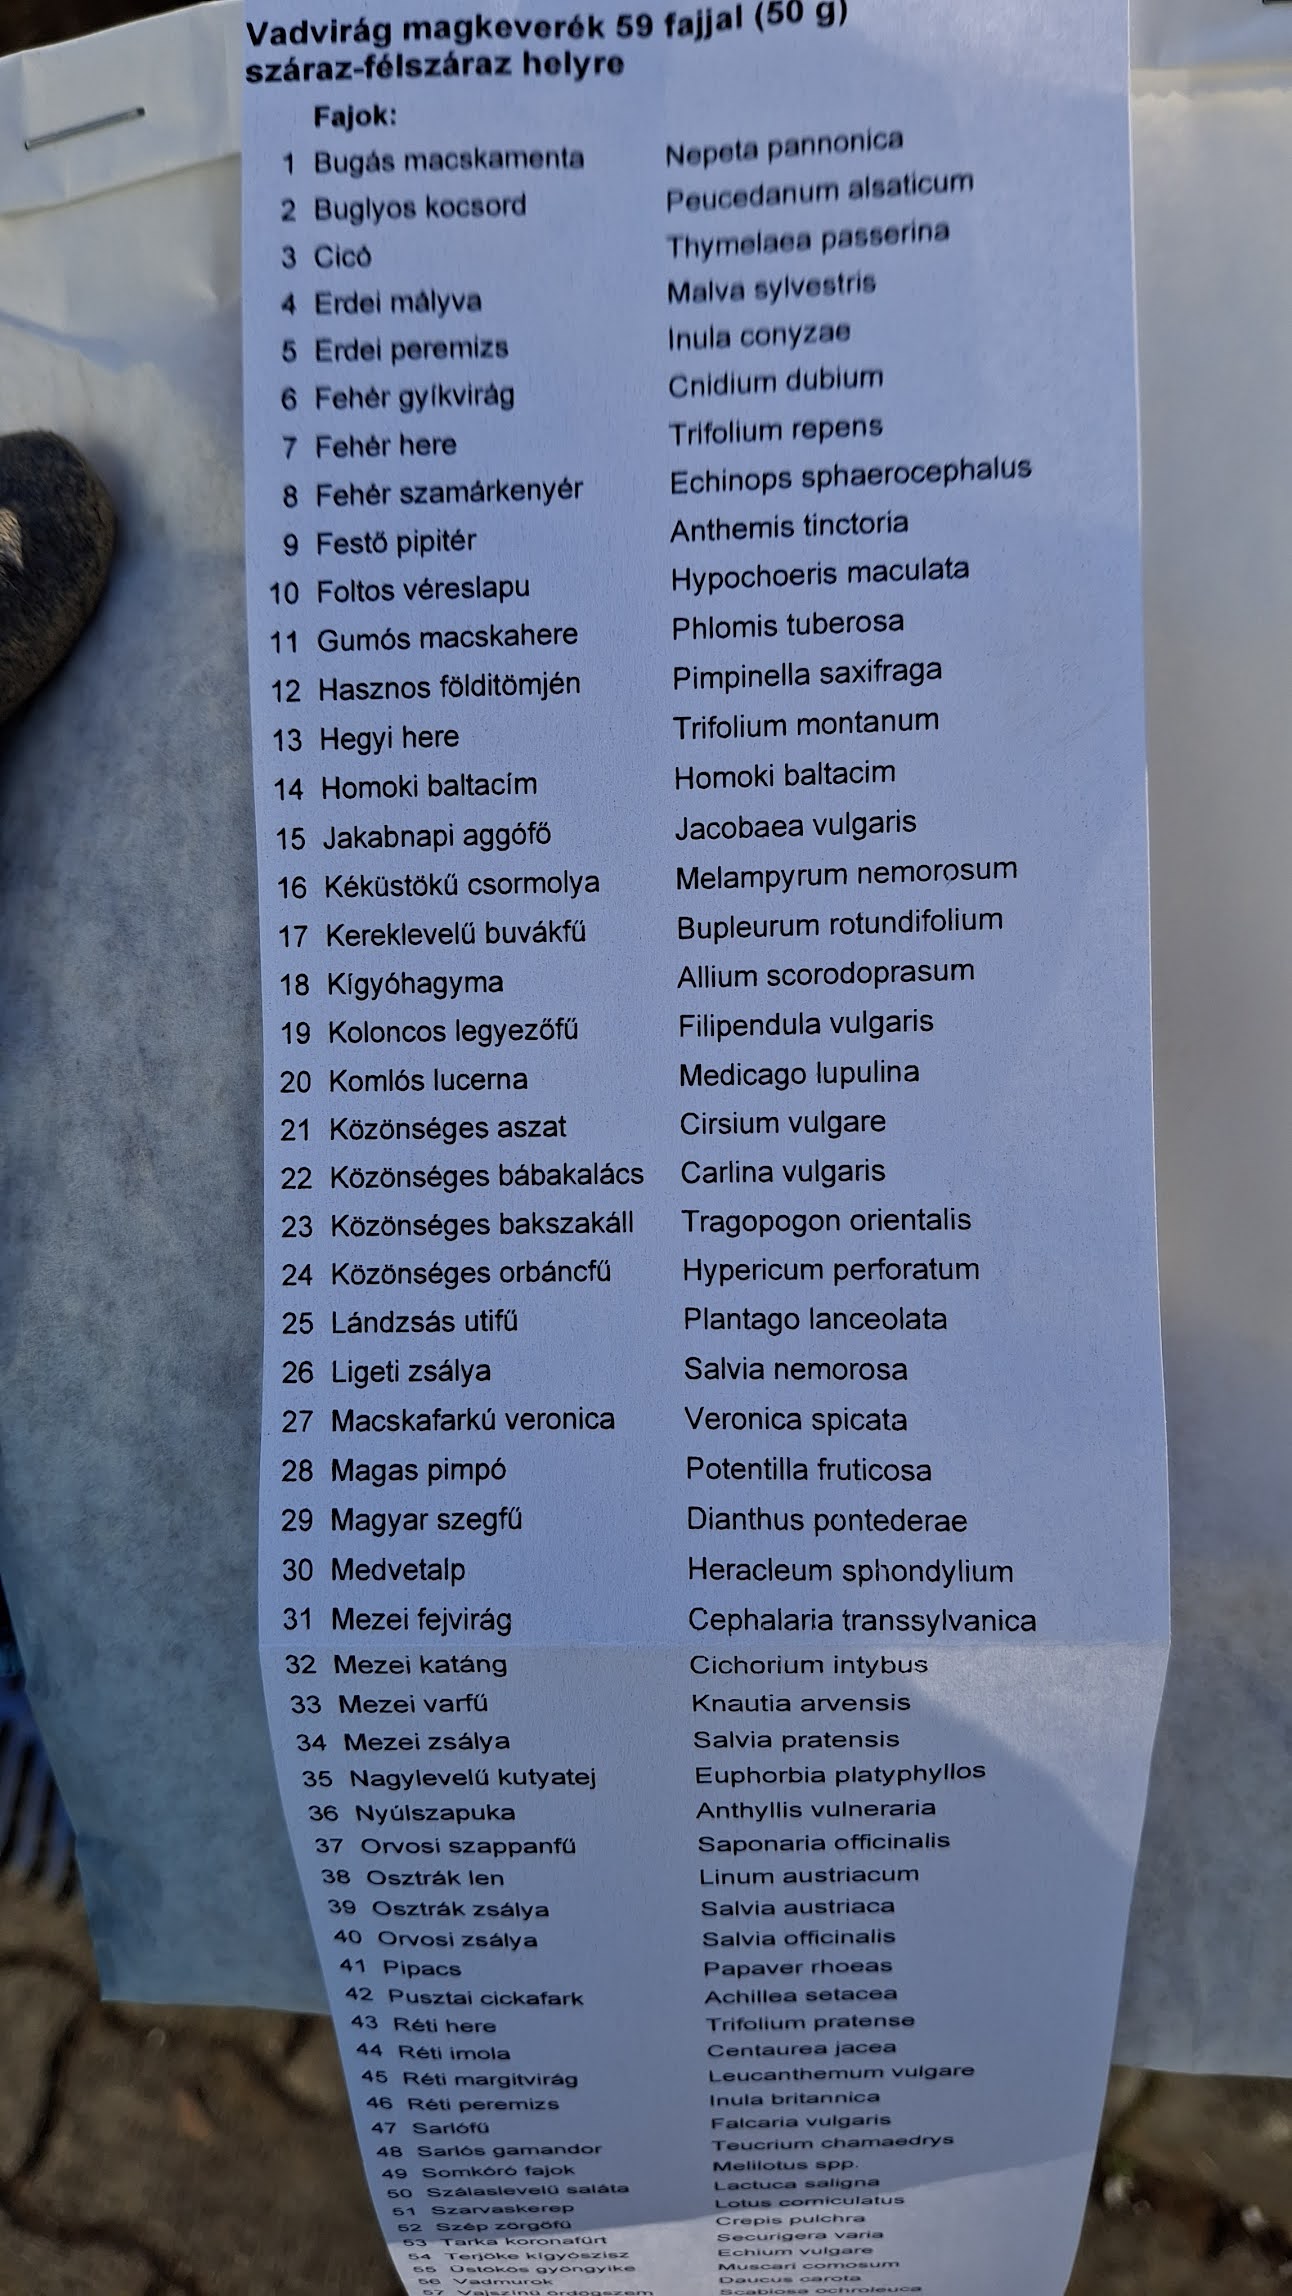 Vadvirág magkeverék 59 fajjal (50 g)
száraz-félszáraz helyre
Fajok:
1 Bugás macskamenta Nepeta pannonica
2 Buglyos kocsord Peucedanum alsaticum
3 Cicó Thymelaea passerina
4 Erdei mályva Malva sylvestris
5 Erdei peremizs Inula conyzae
6 Fehér gyíkvirág Cnidium dubium
7 Fehér here Trifolium repens
8 Fehér szamárkenyér Echinops sphaerocephalus
9 Festő pipitér Anthemis tinctoria
10 Foltos véreslapu Hypochoeris maculata
11 Gumós macskahere Phlomis tuberosa
12 Hasznos földitömjén Pimpinella saxifraga
13 Hegyi here Trifolium montanum
14 Homoki baltacím Homoki baltacim
15 Jakabnapi aggófő Jacobaea vulgaris
16 Kéküstökű csormolya Melampyrum nemorosum
17 Kereklevelű buvákfű Bupleurum rotundifolium
18 Kígyóhagyma Allium scorodoprasum
19 Koloncos legyezőfű Filipendula vulgaris
20 Komlós lucerna Medicago lupulina
21 Közönséges aszat Cirsium vulgare
22 Közönséges bábakalács Carlina vulgaris
23 Közönséges bakszakáll Tragopogon orientalis
24 Közönséges orbáncfű Hypericum perforatum
25 Lándzsás utifű Plantago lanceolata
26 Ligeti zsálya Salvia nemorosa
27 Macskafarkú veronica Veronica spicata
28 Magas pimpó Potentilla fruticosa
29 Magyar szegfű Dianthus pontederae
30 Medvetalp Heracleum sphondylium
31 Mezei fejvirág Cephalaria transsylvanica
32 Mezei katáng Cichorium intybus
33 Mezei varfű Knautia arvensis
34 Mezei zsálya Salvia pratensis
35 Nagylevelű kutyatej Euphorbia platyphyllos
36 Nyúlszapuka Anthyllis vulneraria
37 Orvosi szappanfű Saponaria officinalis
38 Osztrák len Linum austriacum
39 Osztrák zsálya Salvia austriaca
40 Orvosi zsálya Salvia officinalis
41 Pipacs Papaver rhoeas
42 Pusztai cickafark Achillea setacea
43 Réti here Trifolium pratense
44 Réti imola Centaurea jacea
45 Réti margitvirág Leucanthemum vulgare
46 Réti peremizs Inula britannica
47 Sarlófű Falcaria vulgaris
48 Sarlós gamandor Teucrium chamaedrys
49 Somkóró fajok Melilotus spp.
50 Szálaslevelű saláta Lactuca saligna
51 Szarvaskerep Lotus corniculatus
52 Szép zörgőfű Crepis pulchra
53 Tarka koronafürt Securigera varia
54 Terjőke kígyószisz Echium vulgare
55 Üstökös gyöngyike Muscari comosum
56 Vadmurok Daucus carota
57 Vajszínű ördögszem Scabiosa ochroleuca